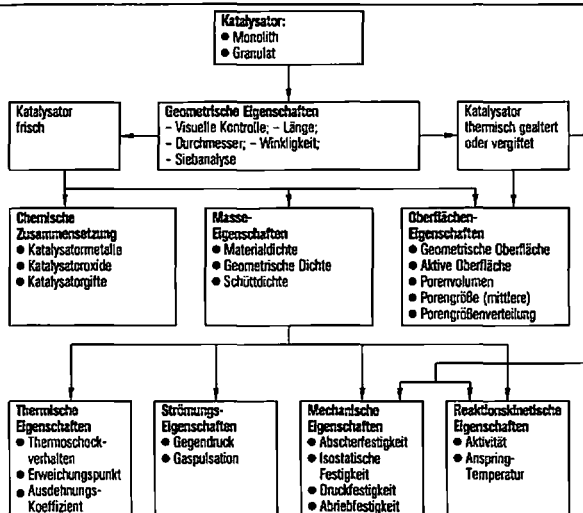 Katalysator:
● Monolith
● Granulat
Katalysator
frisch
Geometrische Eigenschaften
– Visuelle Kontrolle; – Länge;
– Durchmesser; – Winkligkeit;
– Siebanalyse
Katalysator
thermisch gealtert
oder vergiftet
Chemische
Zusammensetzung
● Katalysatormetalle
● Katalysatoroxide
● Katalysatorgifte
Masse-
Eigenschaften
● Materialdichte
● Geometrische Dichte
● Schüttdichte
Oberflächen-
Eigenschaften
● Geometrische Oberfläche
● Aktive Oberfläche
● Porenvolumen
● Porengröße (mittlere)
● Porengrößenverteilung
Thermische
Eigenschaften
● Thermoschock-
verhalten
● Erweichungspunkt
● Ausdehnungs-
Koeffizient
Strömungs-
Eigenschaften
● Gegendruck
● Gaspulsation
Mechanische
Eigenschaften
● Abscherfestigkeit
● Isostatische
Festigkeit
● Druckfestigkeit
● Abriebfestigkeit
Reaktionskinetische
Eigenschaften
● Aktivität
● Anspring-
Temperatur